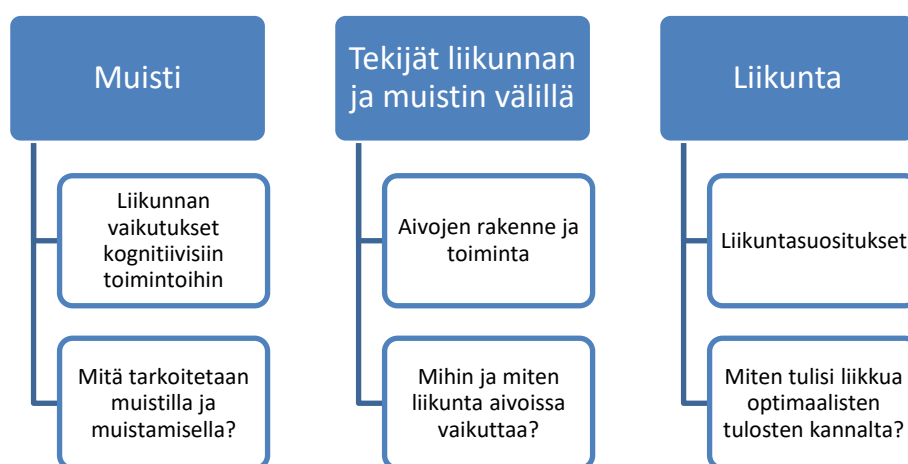 Muisti
Liikunnan
vaikutukset
kognitiivisiin
toimintoihin
Mitä tarkoitetaan
muistilla ja
muistamisella?
Tekijät liikunnan
ja muistin välillä
Aivojen rakenne ja
toiminta
Mihin ja miten
liikunta aivoissa
vaikuttaa?
Liikunta
Liikuntasuositukset
Miten tulisi liikkua
optimaalisten
tulosten kannalta?